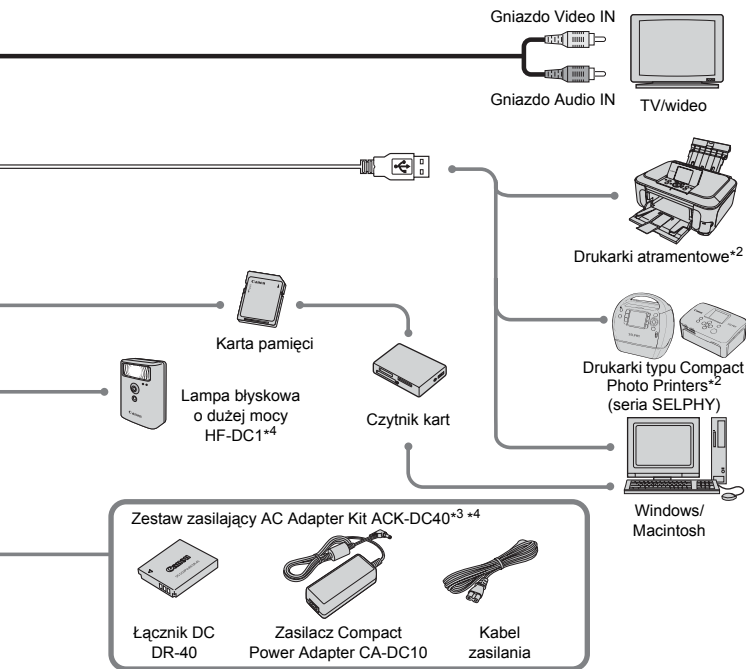 Gniazdo Video IN
Gniazdo Audio IN
TV/wideo
Drukarki atramentowe*2
Karta pamięci
Drukarki typu Compact
Photo Printers*2
(seria SELPHY)
Lampa błyskowa
o dużej mocy
HF-DC1*4
Czytnik kart
Windows/
Macintosh
Zestaw zasilający AC Adapter Kit ACK-DC40*3 *4
Canon
Łącznik DC
DR-40
Zasilacz Compact
Power Adapter CA-DC10
Kabel
zasilania